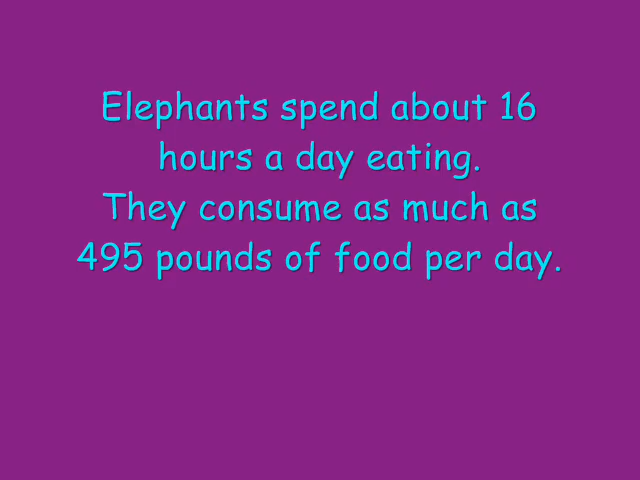 Elephants spend about 16
hours a day eating.
They consume as much as
495 pounds of food per day.